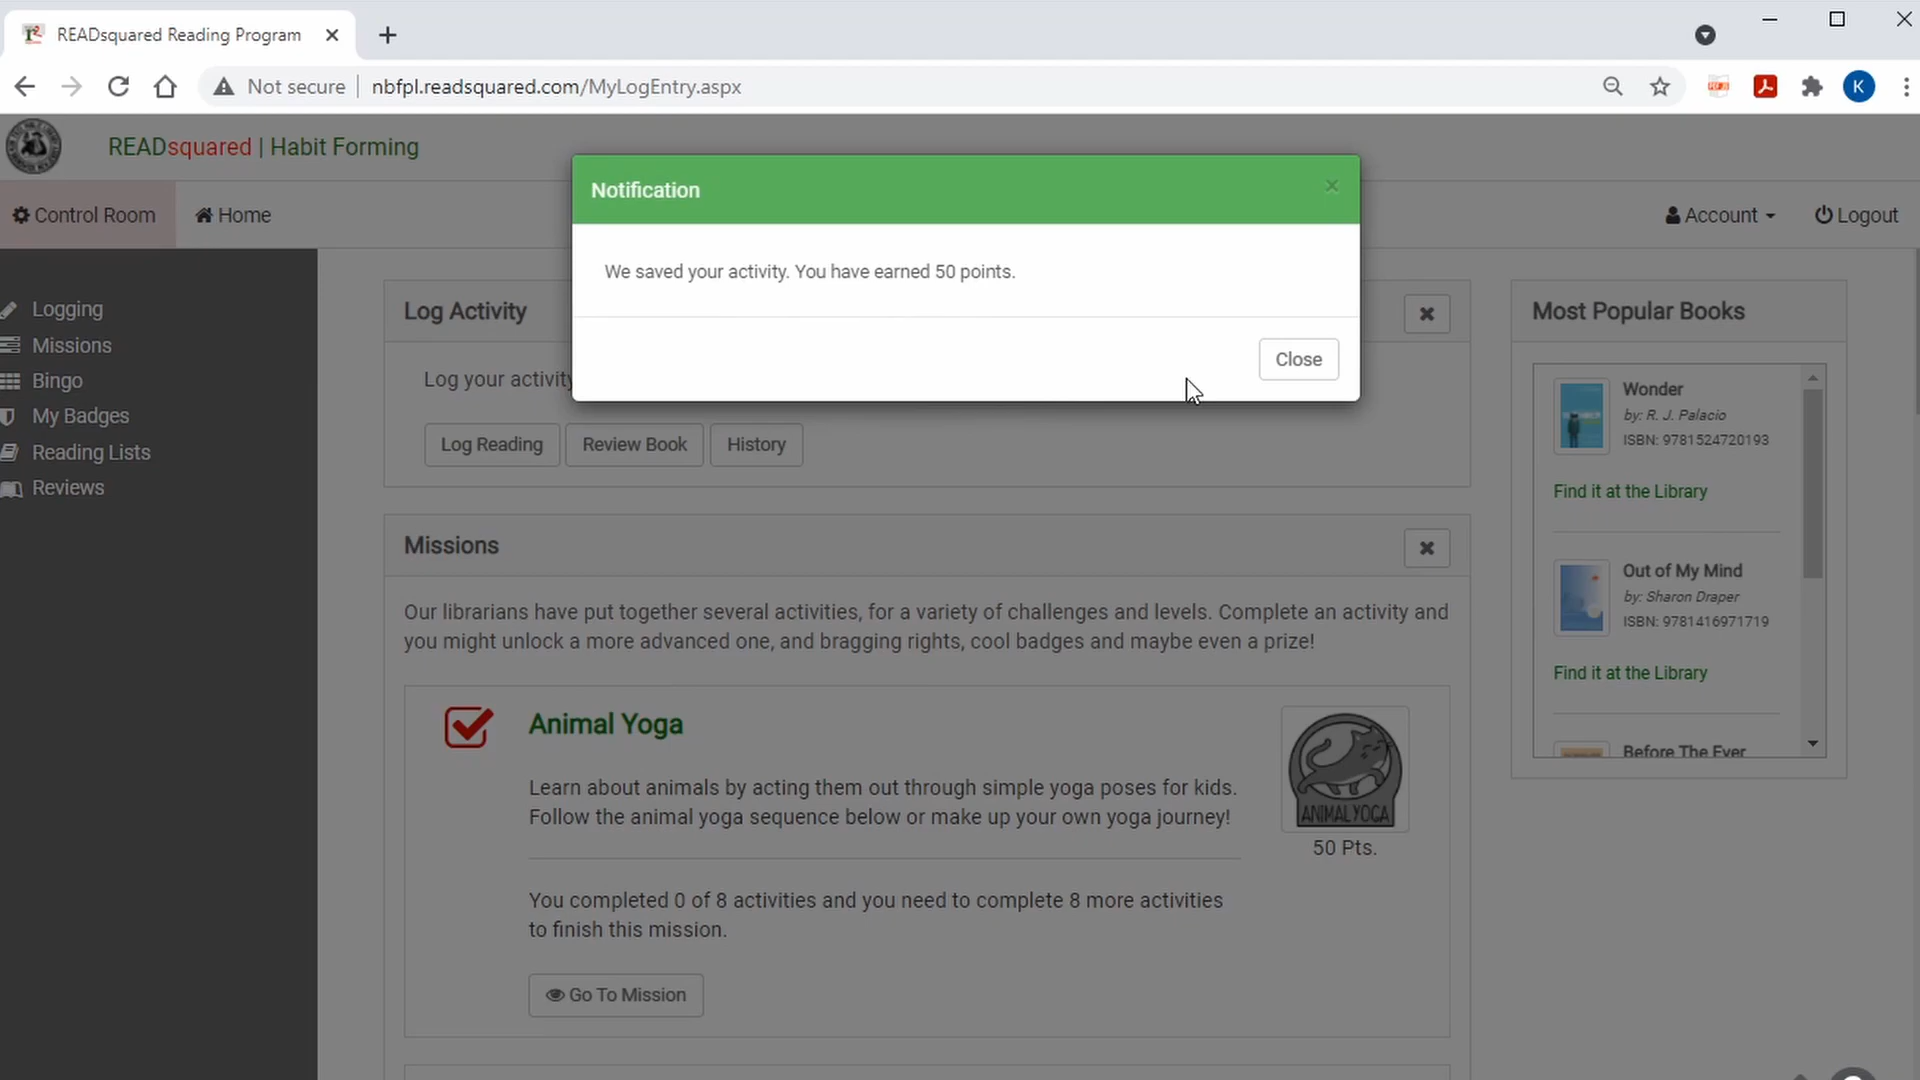 READsquared Reading Program
Not secure
nbfpl.readsquared.com/MyLogEntry.aspx
K
READsquared | Habit Forming
Control Room
Home
Account
Logout
Notification
We saved your activity. You have earned 50 points.
Close
Logging
Missions
Bingo
My Badges
Reading Lists
Reviews
Log Activity
Log your activity
Log Reading
Review Book
History
Missions
Our librarians have put together several activities, for a variety of challenges and levels. Complete an activity and
you might unlock a more advanced one, and bragging rights, cool badges and maybe even a prize!
Animal Yoga
Learn about animals by acting them out through simple yoga poses for kids.
Follow the animal yoga sequence below or make up your own yoga journey!
ANIMAL YOGA
50 Pts.
You completed 0 of 8 activities and you need to complete 8 more activities
to finish this mission.
Go To Mission
Most Popular Books
Wonder
by: R. J. Palacio
ISBN: 9781524720193
Find it at the Library
Out of My Mind
by: Sharon Draper
ISBN: 9781416971719
Find it at the Library
Before The Ever